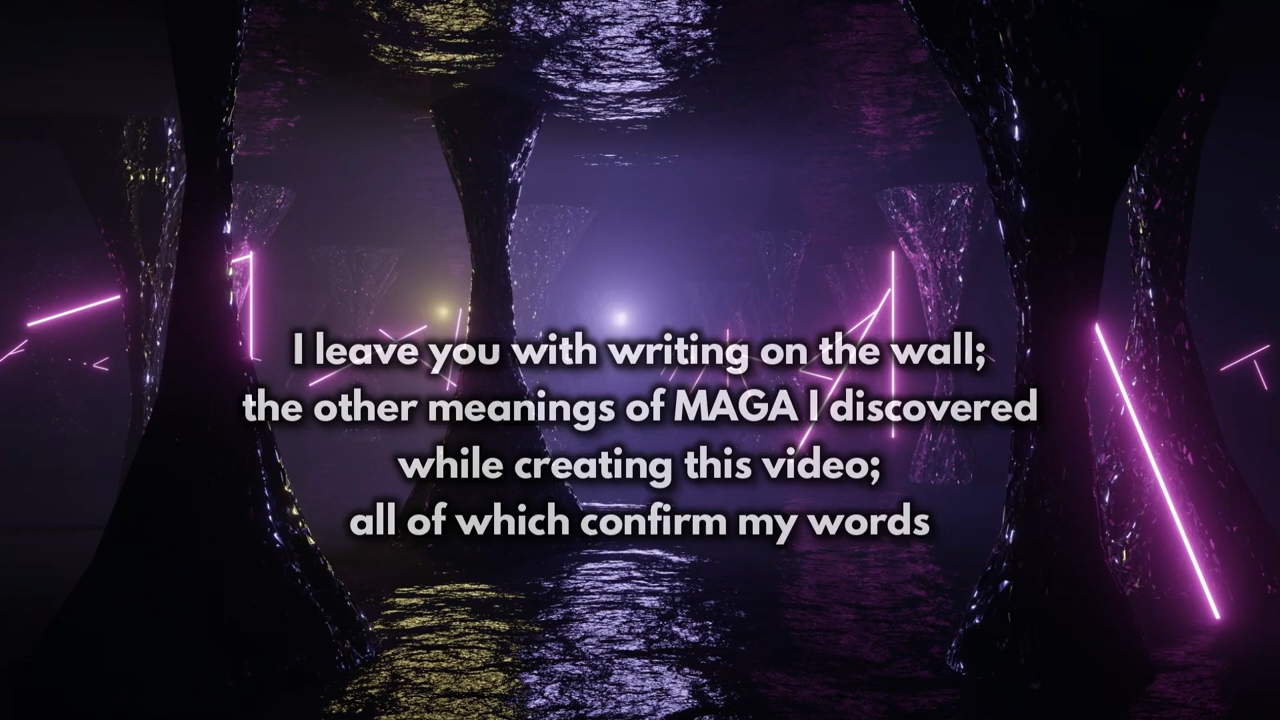 I leave you with writing on the wall;
the other meanings of MAGA I discovered
while creating this video;
all of which confirm my words